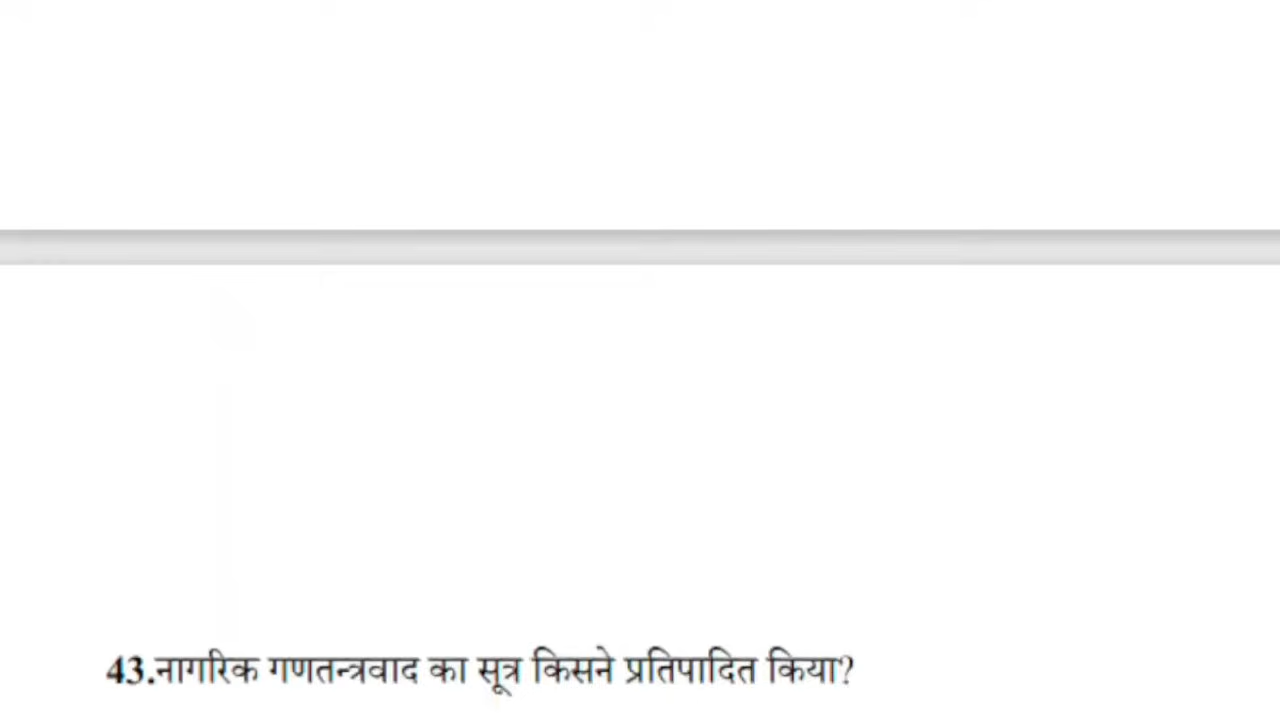 43.नागरिक गणतन्त्रवाद का सूत्र किसने प्रतिपादित किया?